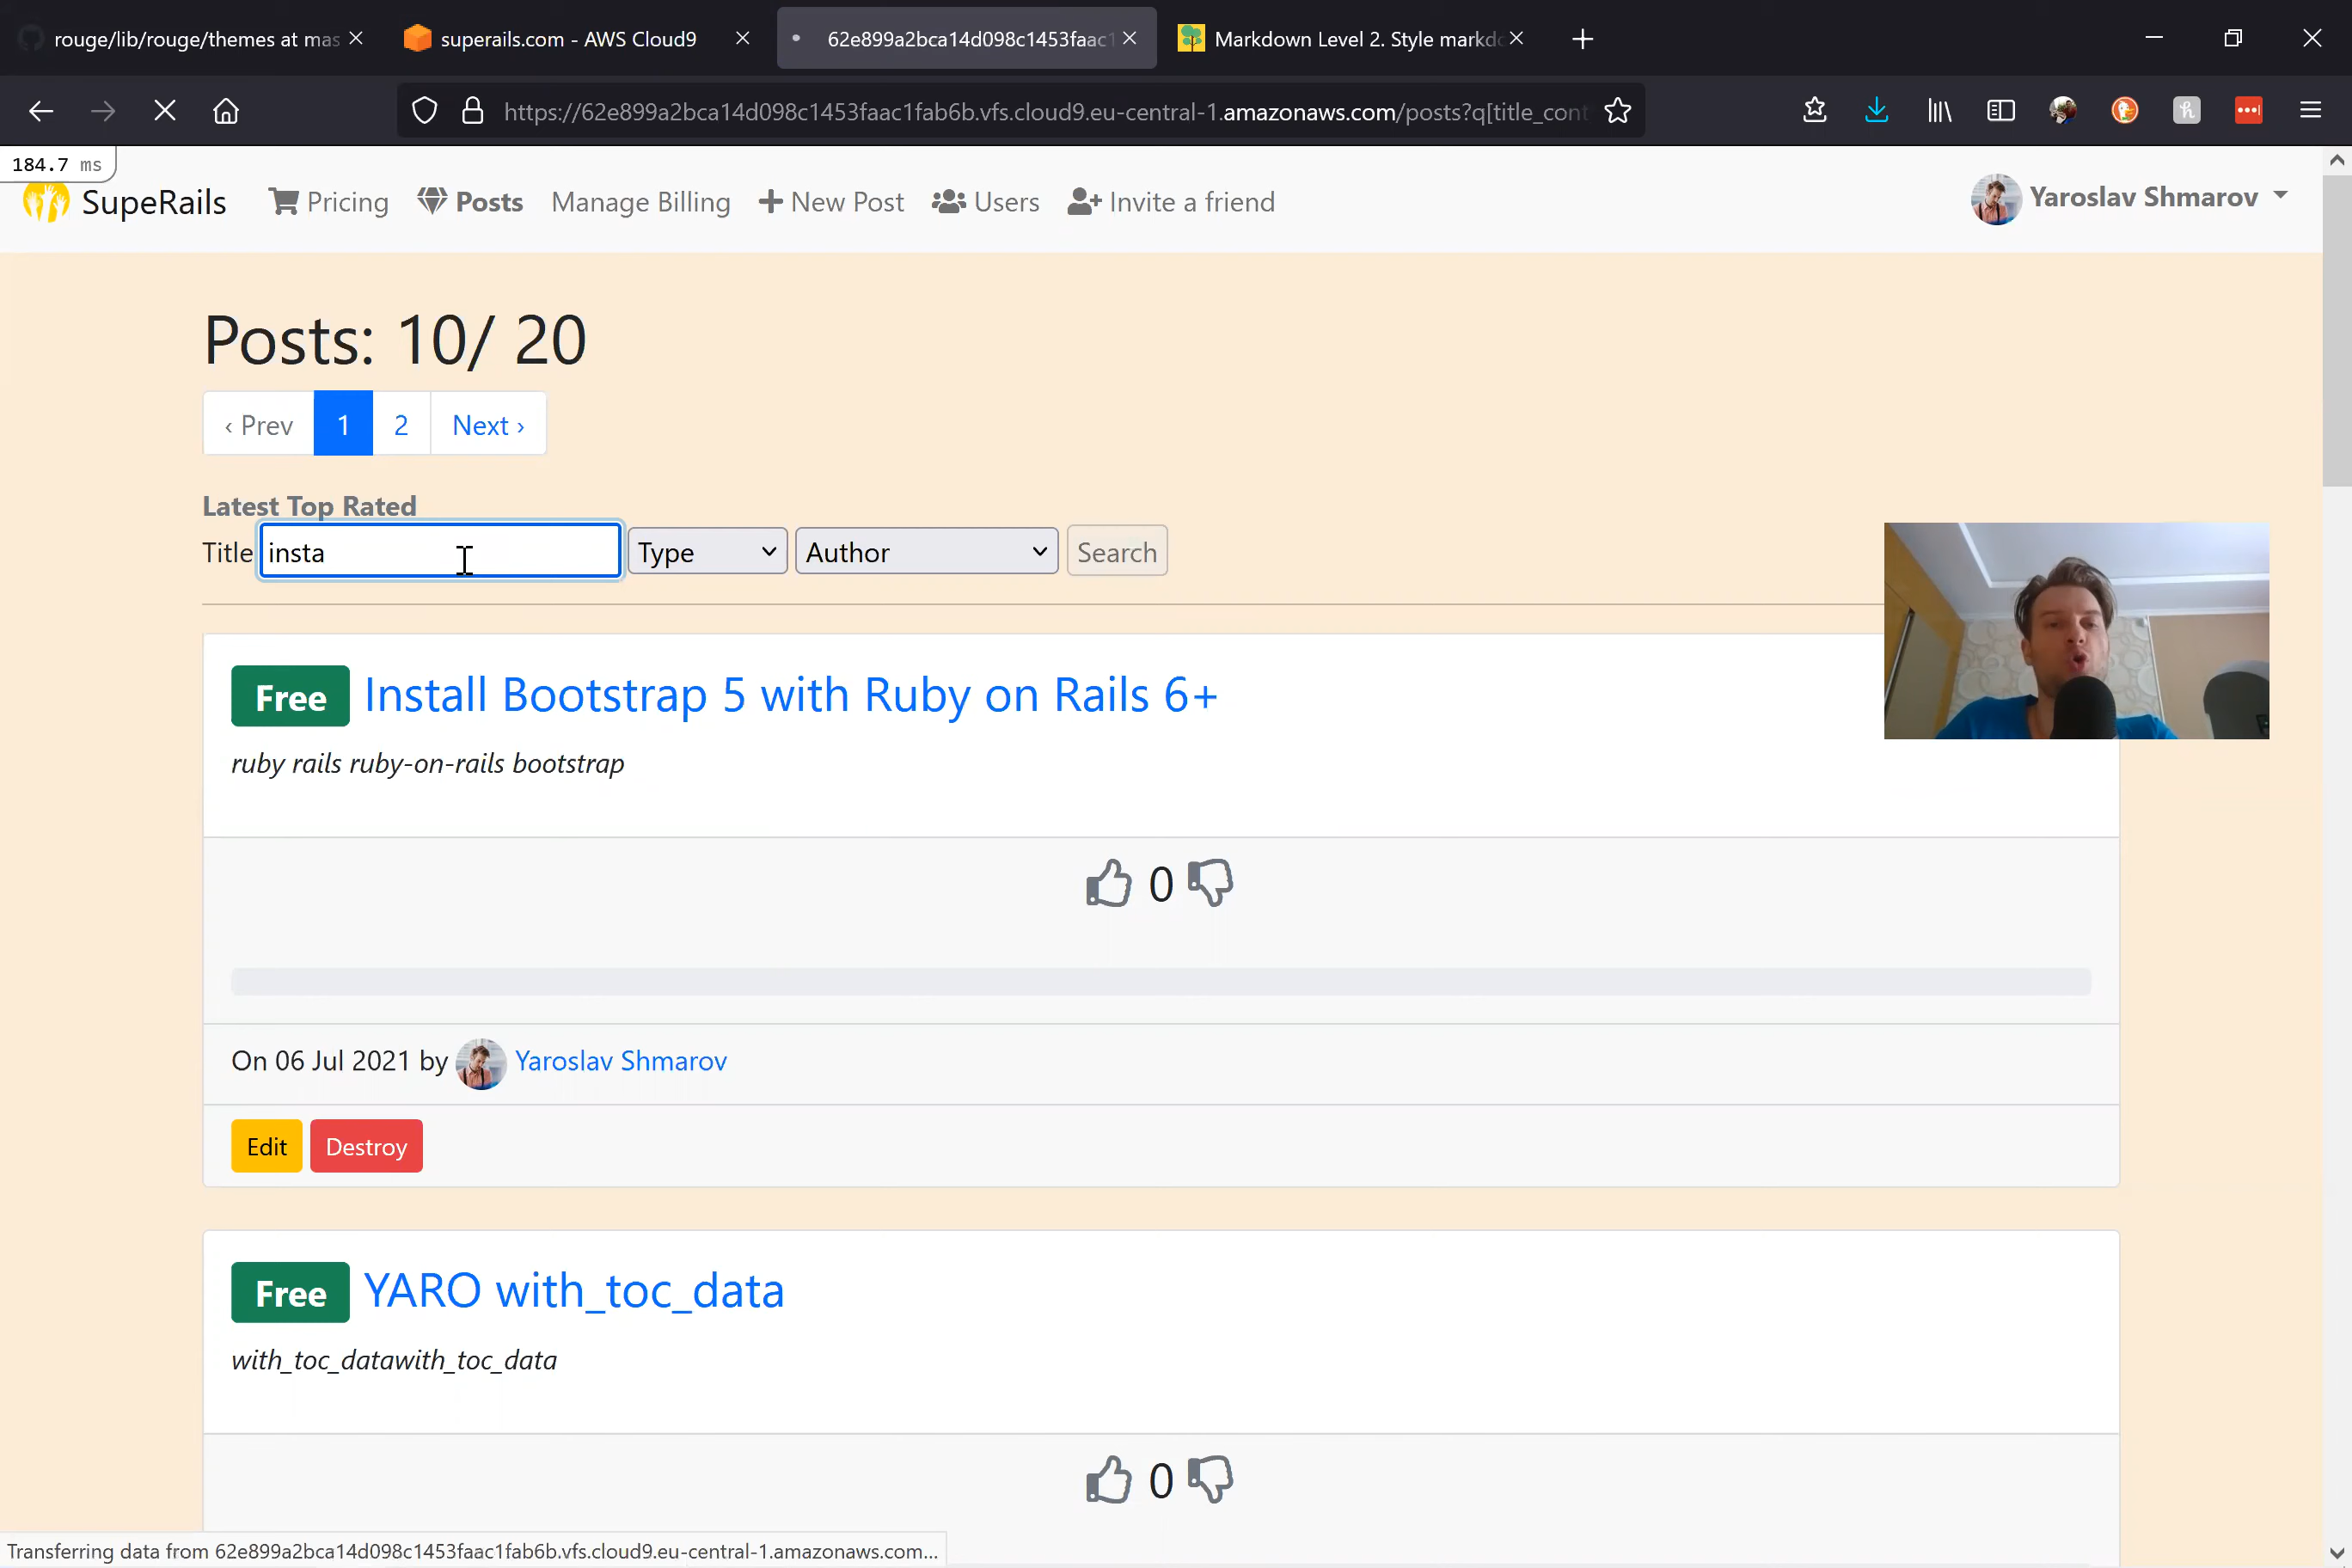 rouge/lib/rouge/themes at mas
superails.com - AWS Cloud9
62e899a2bca14d098c1453faac1
Markdown Level 2. Style markdo
https://62e899a2bca14d098c1453faac1fab6b.vfs.cloud9.eu-central-1.amazonaws.com/posts?q[title_cont
184.7 ms
SupeRails
Pricing
Posts
Manage Billing
New Post
Users
Invite a friend
Yaroslav Shmarov
Posts: 10/ 20
‹ Prev
1
2
Next ›
Latest Top Rated
Title
insta
Type
Author
Search
Free
Install Bootstrap 5 with Ruby on Rails 6+
ruby rails ruby-on-rails bootstrap
0
On 06 Jul 2021 by
Yaroslav Shmarov
Edit
Destroy
Free
YARO with_toc_data
with_toc_datawith_toc_data
0
Transferring data from 62e899a2bca14d098c1453faac1fab6b.vfs.cloud9.eu-central-1.amazonaws.com...